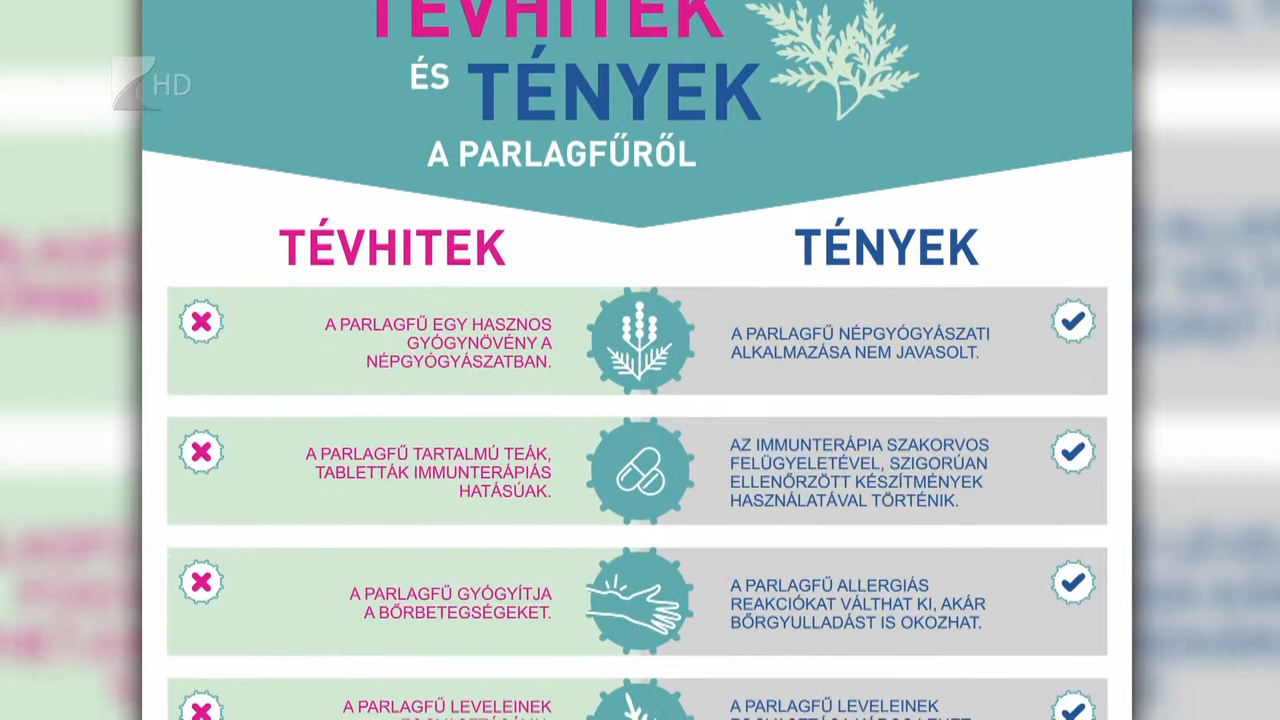 TÉVHITEK
ÉS TÉNYEK
A PARLAGFŰRŐL
HD
TÉVHITEK
TÉNYEK
A PARLAGFŰ EGY HASZNOS
GYÓGYNÖVÉNY A
NÉPGYÓGYÁSZATBAN.
A PARLAGFŰ NÉPGYÓGYÁSZATI
ALKALMAZÁSA NEM JAVASOLT.
A PARLAGFŰ TARTALMÚ TEÁK,
TABLETTÁK IMMUNTERÁPIÁS
HATÁSÚAK.
AZ IMMUNTERÁPIA SZAKORVOS
FELÜGYELETÉVEL, SZIGORÚAN
ELLENŐRZÖTT KÉSZÍTMÉNYEK
HASZNÁLATÁVAL TÖRTÉNIK.
A PARLAGFŰ GYÓGYÍTJA
A BŐRBETEGSÉGEKET.
A PARLAGFŰ ALLERGIÁS
REAKCIÓKAT VÁLTHAT KI, AKÁR
BŐRGYULLADÁST IS OKOZHAT.
A PARLAGFŰ LEVELEINEK
A PARLAGFŰ LEVELEINEK